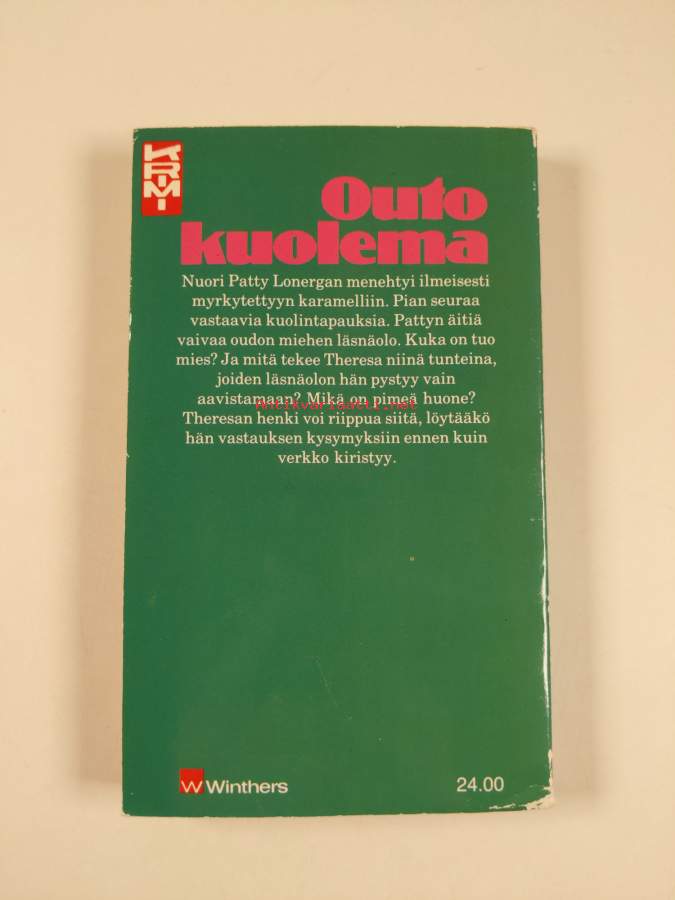 KRIMI
Outo
kuolema
Nuori Patty Lonergan menehtyi ilmeisesti
myrkytettyyn karamelliin. Pian seuraa
vastaavia kuolintapauksia. Pattyn äitiä
vaivaa oudon miehen läsnäolo. Kuka on tuo
mies? Ja mitä tekee Theresa niinä tunteina,
joiden läsnäolon hän pystyy vain
aavistamaan? Mikä on pimeä huone?
Antikvariaatti.net
Theresan henki voi riippua siitä, löytääkö
hän vastauksen kysymyksiin ennen kuin
verkko kiristyy.
W Winthers
24.00